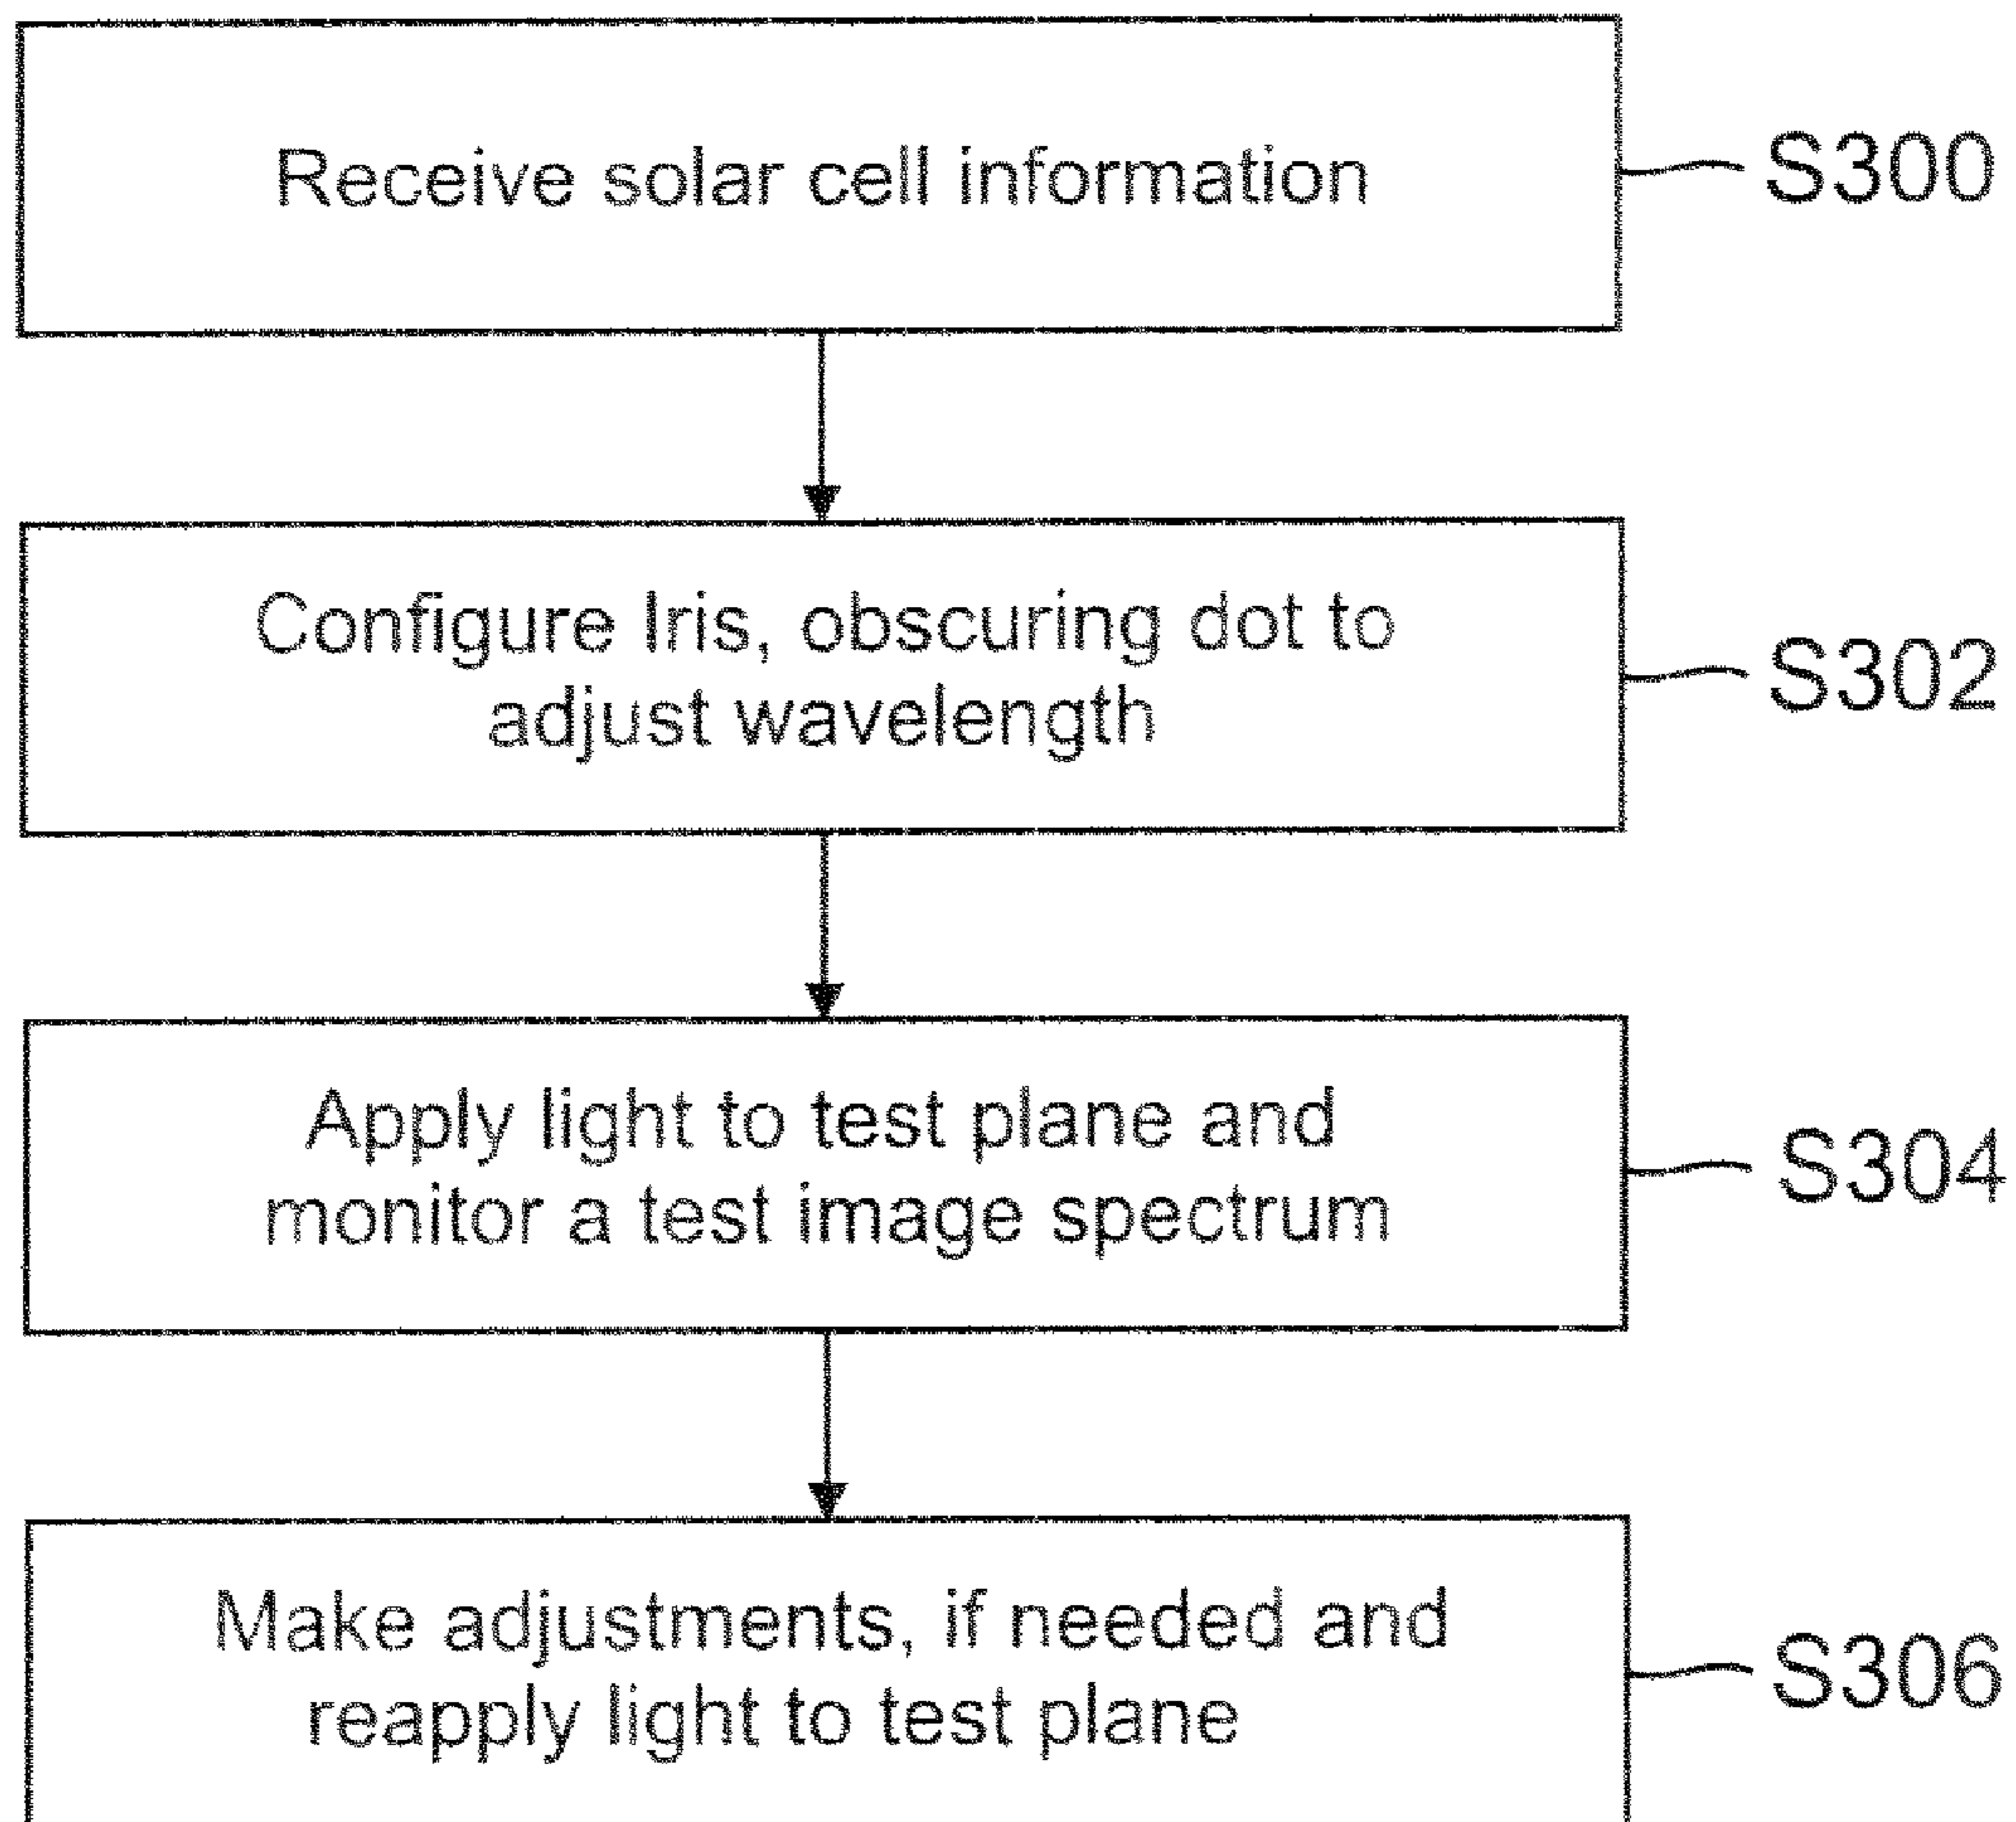 Receive solar cell information
S300
Configure Iris, obscuring dot to
adjust wavelength
S302
Apply light to test plane and
monitor a test image spectrum
S304
Make adjustments, if needed and
reapply light to test plane
S306